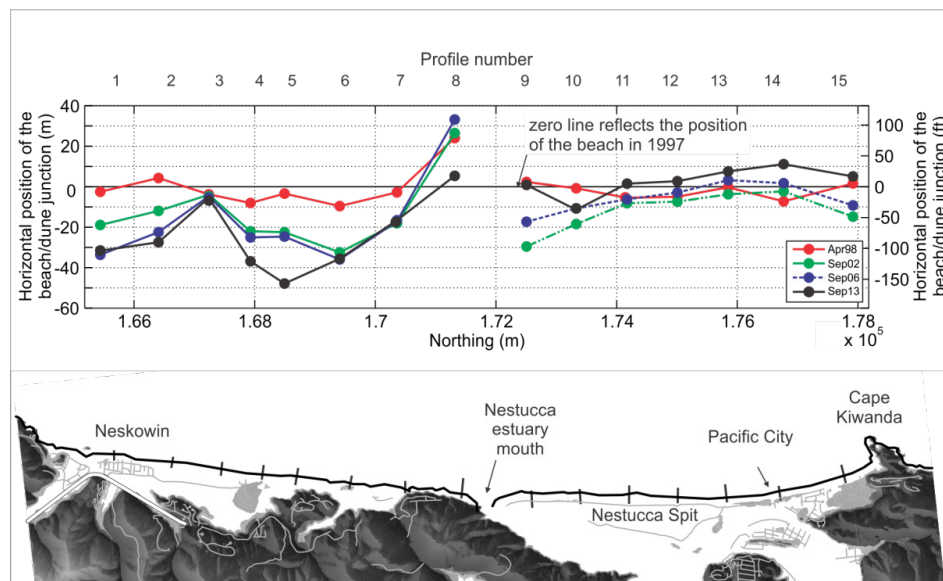 Profile number
1 2 3 4 5 6 7 8 9 10 11 12 13 14 15
Horizontal position of the
beach/dune junction (m)
40
20
0
-20
-40
-60
zero line reflects the position
of the beach in 1997
100
50
0
-50
-100
-150
Horizontal position of the
beach/dune junction (ft)
Apr98
Sep02
Sep06
Sep13
1.66 1.68 1.7 1.72 1.74 1.76 1.78
Northing (m)
x 10⁵
Neskowin
Nestucca
estuary
mouth
Nestucca Spit
Pacific City
Cape
Kiwanda